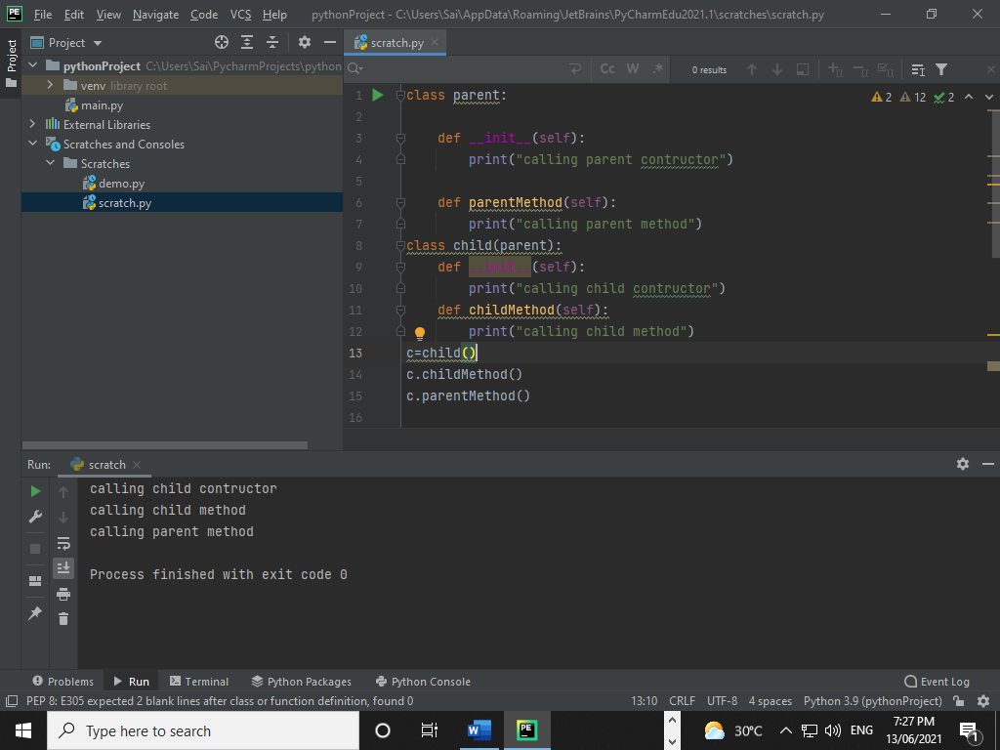 PE File Edit View Navigate Code VCS Help pythonProject - C:\Users\Sai\AppData\Roaming\JetBrains\PyCharmEdu2021.1\scratches\scratch.py
Project
Project
scratch.py
pythonProject C:\Users\Sai\PycharmProjects\python
Cc W .* 0 results
venv library root
main.py
External Libraries
Scratches and Consoles
Scratches
demo.py
scratch.py
2 12 2
1 class parent:
2
3 def __init__(self):
4 print("calling parent contructor")
5
6 def parentMethod(self):
7 print("calling parent method")
8 class child(parent):
9 def __init__(self):
10 print("calling child contructor")
11 def childMethod(self):
12 print("calling child method")
13 c=child()
14 c.childMethod()
15 c.parentMethod()
16
Run: scratch
calling child contructor
calling child method
calling parent method
Process finished with exit code 0
Problems Run Terminal Python Packages Python Console Event Log
PEP 8: E305 expected 2 blank lines after class or function definition, found 0 13:10 CRLF UTF-8 4 spaces Python 3.9 (pythonProject)
Type here to search W PE 30°C ENG 7:27 PM 13/06/2021 1